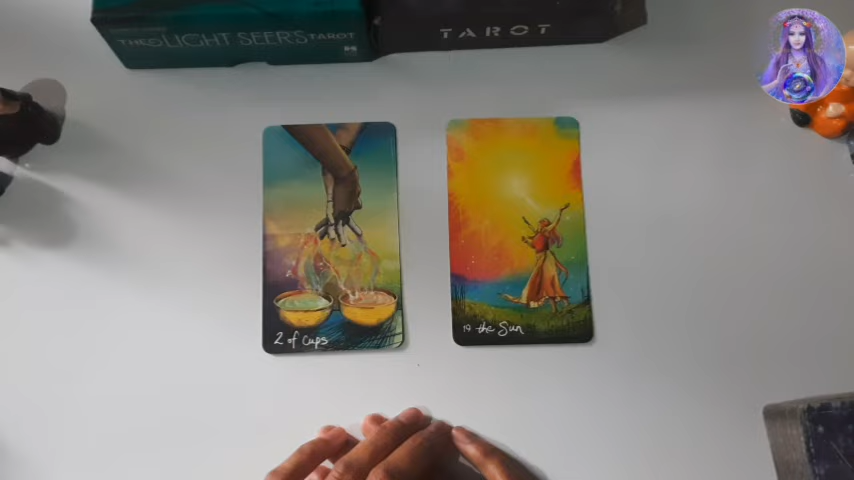 THE LIGHT SEER'S TAROT
TAROT
2 of Cups
19 the Sun